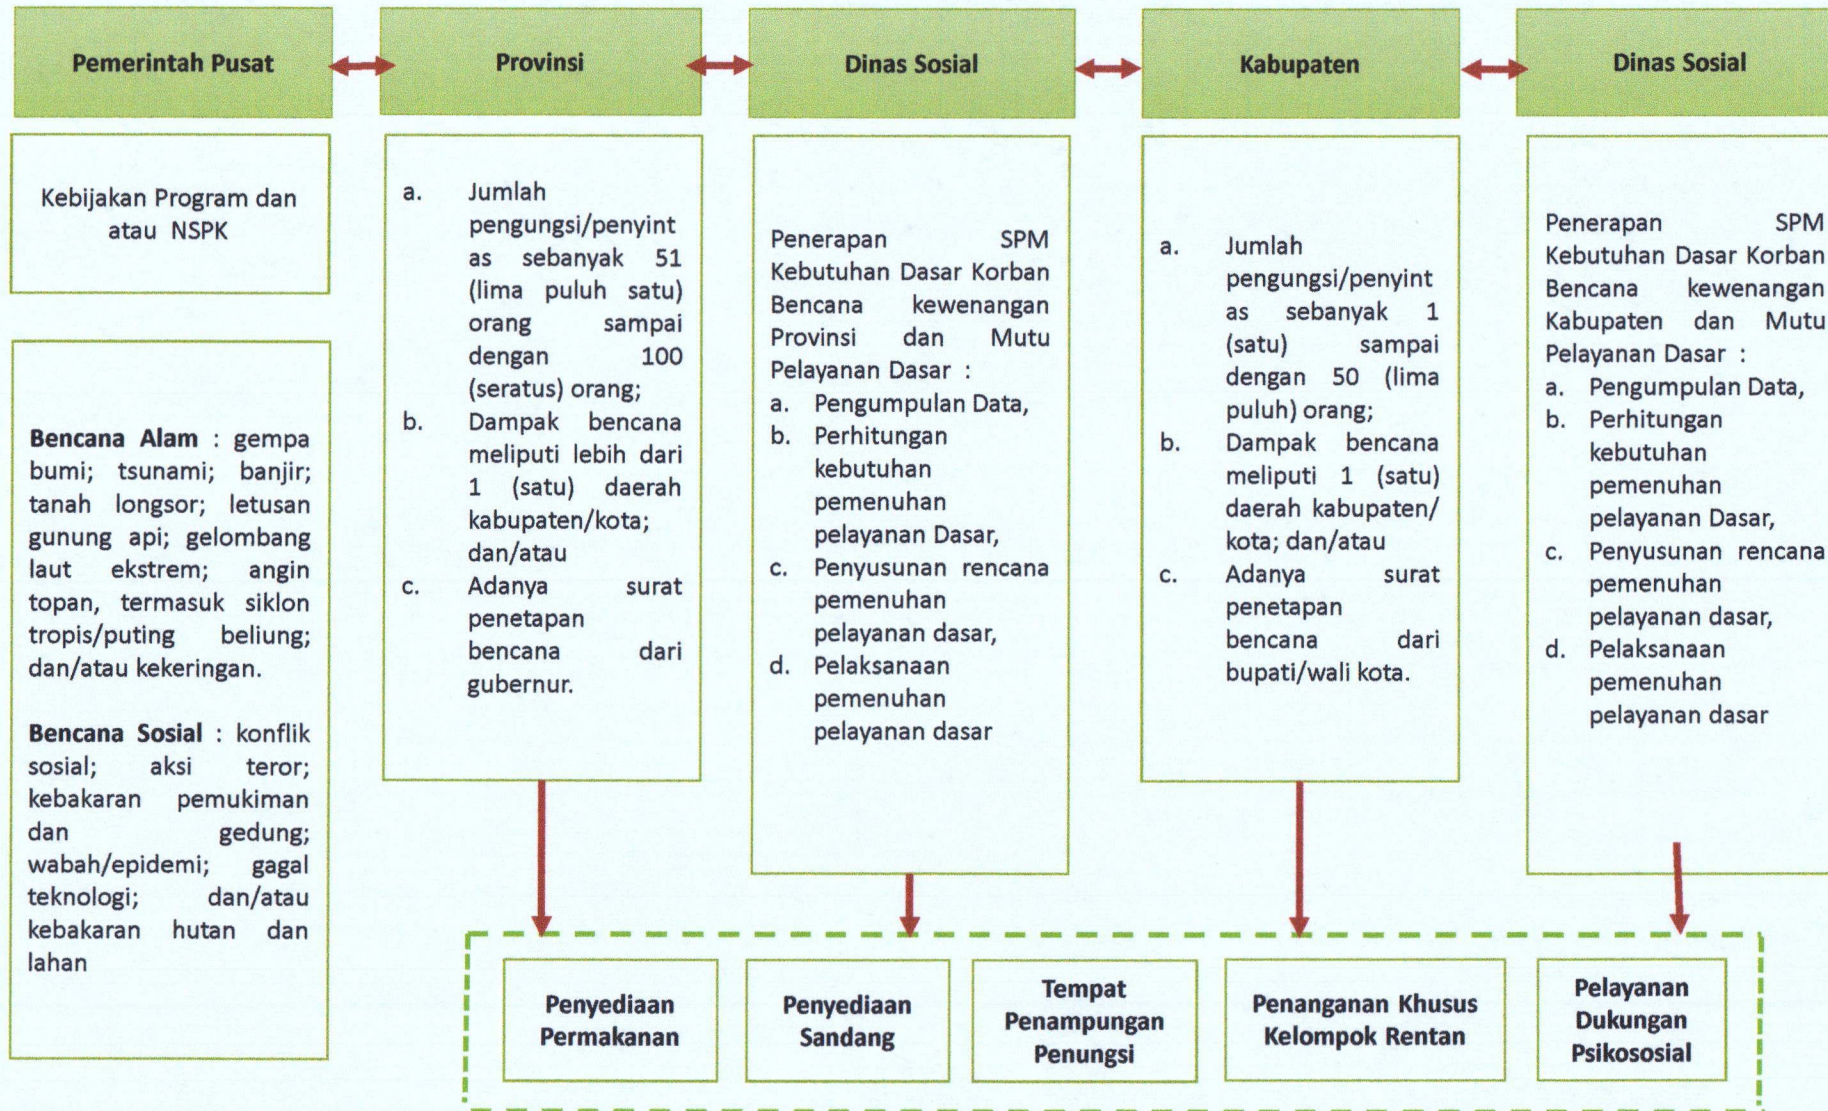 Pemerintah Pusat
Provinsi
Dinas Sosial
Kabupaten
Dinas Sosial
Kebijakan Program dan
atau NSPK
Bencana Alam : gempa
bumi; tsunami; banjir;
tanah longsor; letusan
gunung api; gelombang
laut ekstrem; angin
topan, termasuk siklon
tropis/puting beliung;
dan/atau kekeringan.
Bencana Sosial : konflik
sosial; aksi teror;
kebakaran pemukiman
dan gedung;
wabah/epidemi; gagal
teknologi; dan/atau
kebakaran hutan dan
lahan
a. Jumlah
pengungsi/penyint
as sebanyak 51
(lima puluh satu)
orang sampai
dengan 100
(seratus) orang;
b. Dampak bencana
meliputi lebih dari
1 (satu) daerah
kabupaten/kota;
dan/atau
c. Adanya surat
penetapan
bencana dari
gubernur.
Penerapan SPM
Kebutuhan Dasar Korban
Bencana kewenangan
Provinsi dan Mutu
Pelayanan Dasar :
a. Pengumpulan Data,
b. Perhitungan
kebutuhan
pemenuhan
pelayanan Dasar,
c. Penyusunan rencana
pemenuhan
pelayanan dasar,
d. Pelaksanaan
pemenuhan
pelayanan dasar
a. Jumlah
pengungsi/penyint
as sebanyak 1
(satu) sampai
dengan 50 (lima
puluh) orang;
b. Dampak bencana
meliputi 1 (satu)
daerah kabupaten/
kota; dan/atau
c. Adanya surat
penetapan
bencana dari
bupati/wali kota.
Penerapan SPM
Kebutuhan Dasar Korban
Bencana kewenangan
Kabupaten dan Mutu
Pelayanan Dasar :
a. Pengumpulan Data,
b. Perhitungan
kebutuhan
pemenuhan
pelayanan Dasar,
c. Penyusunan rencana
pemenuhan
pelayanan dasar,
d. Pelaksanaan
pemenuhan
pelayanan dasar
Penyediaan
Permakanan
Penyediaan
Sandang
Tempat
Penampungan
Penungsi
Penanganan Khusus
Kelompok Rentan
Pelayanan
Dukungan
Psikososial